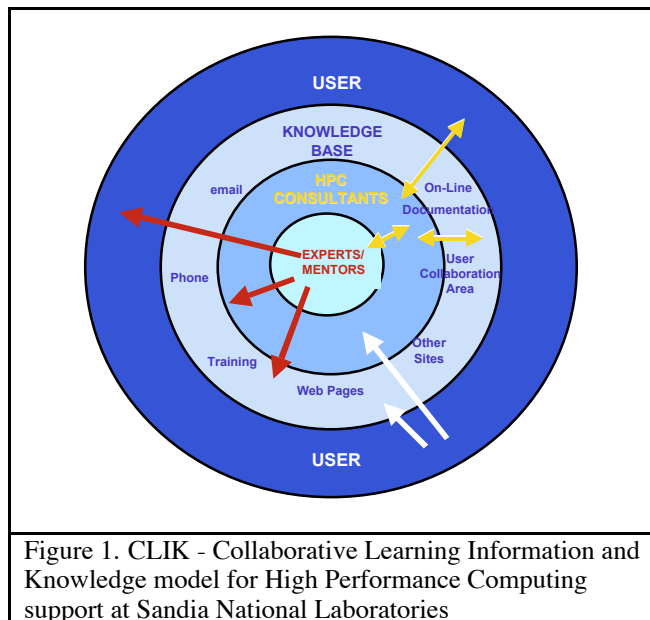 USER
KNOWLEDGE
BASE
HPC
CONSULTANTS
email
On-Line
Documentation
EXPERTS/
MENTORS
User
Collaboration
Area
Phone
Other
Sites
Training
Web Pages
USER
Figure 1. CLIK - Collaborative Learning Information and
Knowledge model for High Performance Computing
support at Sandia National Laboratories